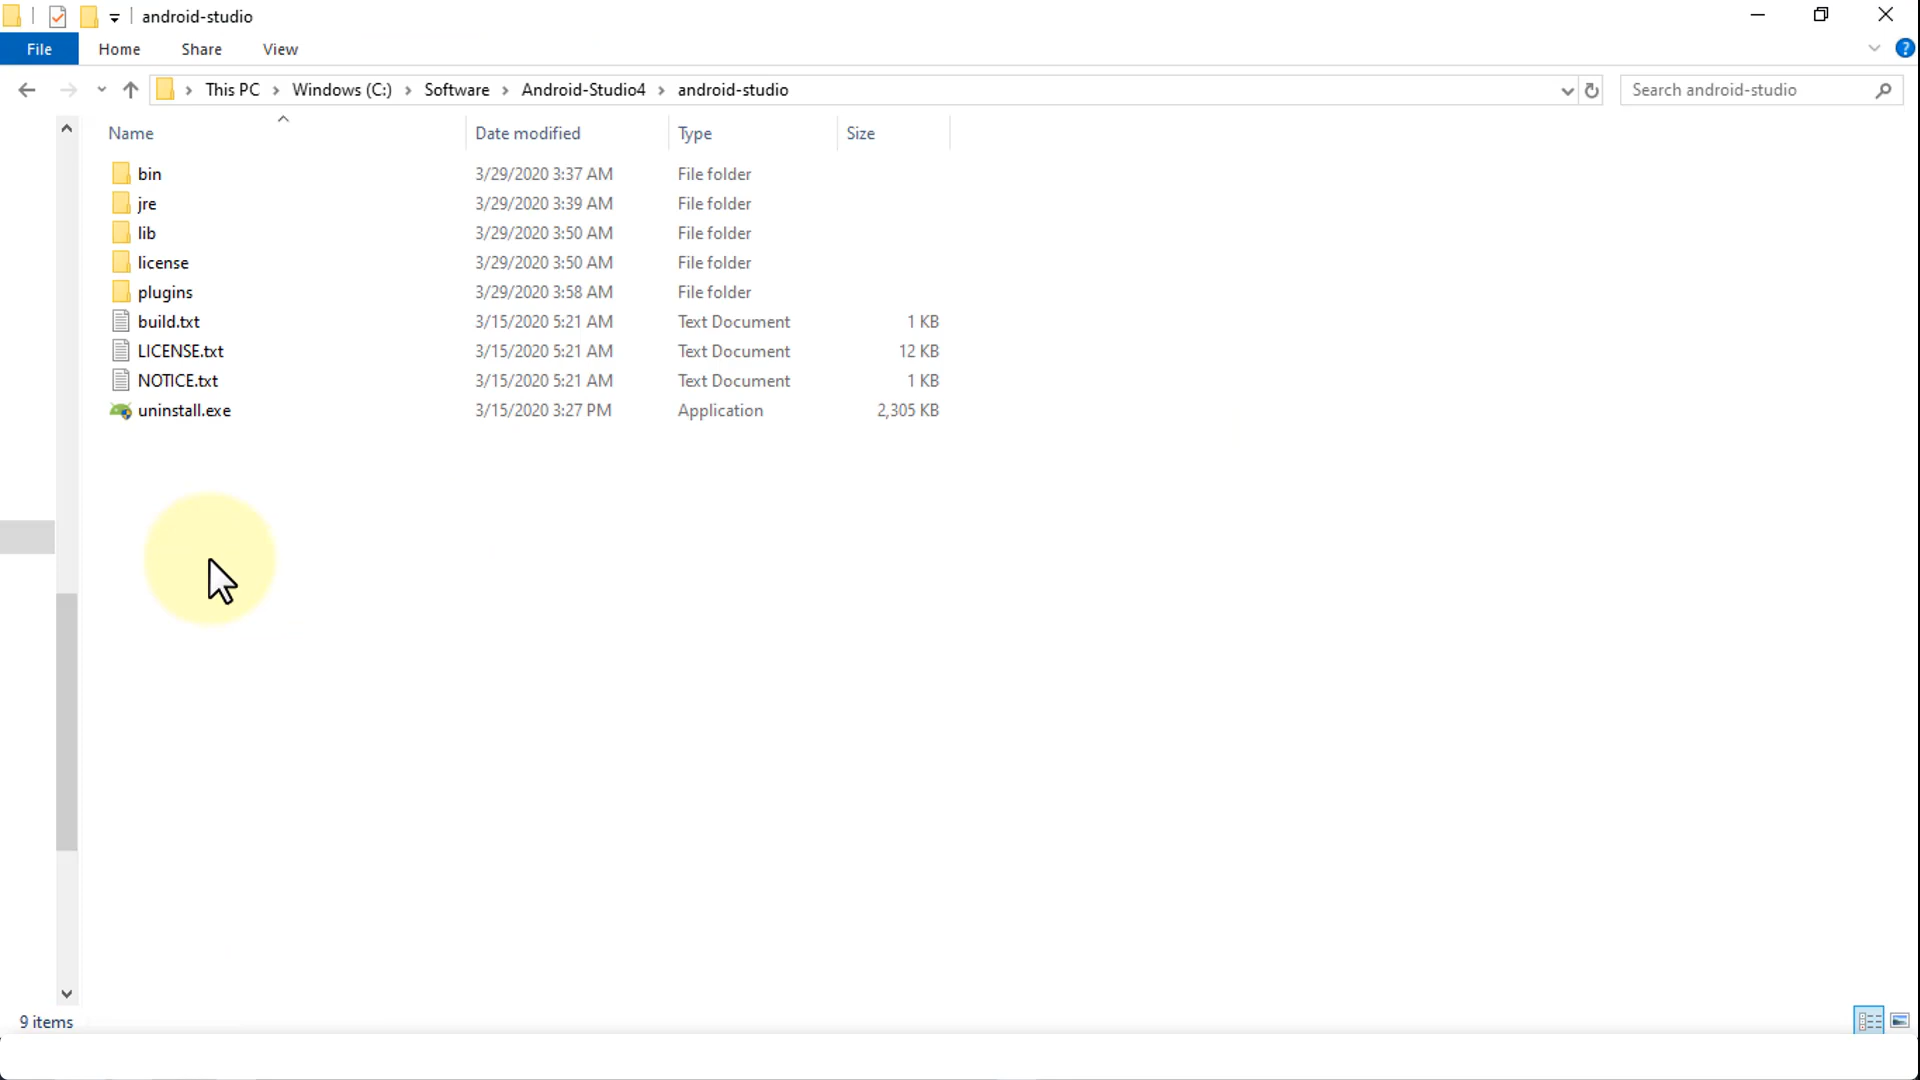 android-studio
File Home Share View
This PC Windows (C:) Software Android-Studio4 android-studio Search android-studio
Name Date modified Type Size
bin 3/29/2020 3:37 AM File folder
jre 3/29/2020 3:39 AM File folder
lib 3/29/2020 3:50 AM File folder
license 3/29/2020 3:50 AM File folder
plugins 3/29/2020 3:58 AM File folder
build.txt 3/15/2020 5:21 AM Text Document 1 KB
LICENSE.txt 3/15/2020 5:21 AM Text Document 12 KB
NOTICE.txt 3/15/2020 5:21 AM Text Document 1 KB
uninstall.exe 3/15/2020 3:27 PM Application 2,305 KB
9 items